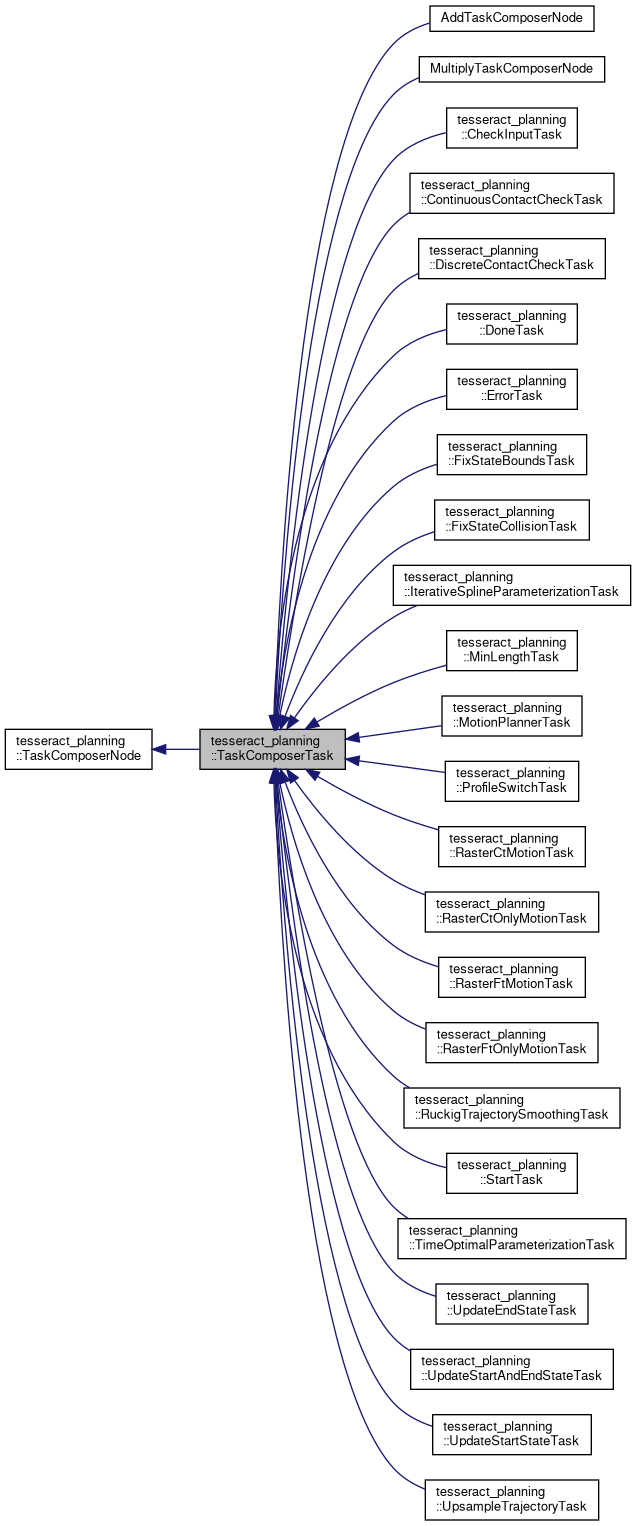 AddTaskComposerNode
MultiplyTaskComposerNode
tesseract_planning
::CheckInputTask
tesseract_planning
::ContinuousContactCheckTask
tesseract_planning
::DiscreteContactCheckTask
tesseract_planning
::DoneTask
tesseract_planning
::ErrorTask
tesseract_planning
::FixStateBoundsTask
tesseract_planning
::FixStateCollisionTask
tesseract_planning
::IterativeSplineParameterizationTask
tesseract_planning
::MinLengthTask
tesseract_planning
::MotionPlannerTask
tesseract_planning
::TaskComposerNode
tesseract_planning
::TaskComposerTask
tesseract_planning
::ProfileSwitchTask
tesseract_planning
::RasterCtMotionTask
tesseract_planning
::RasterCtOnlyMotionTask
tesseract_planning
::RasterFtMotionTask
tesseract_planning
::RasterFtOnlyMotionTask
tesseract_planning
::RuckigTrajectorySmoothingTask
tesseract_planning
::StartTask
tesseract_planning
::TimeOptimalParameterizationTask
tesseract_planning
::UpdateEndStateTask
tesseract_planning
::UpdateStartAndEndStateTask
tesseract_planning
::UpdateStartStateTask
tesseract_planning
::UpsampleTrajectoryTask